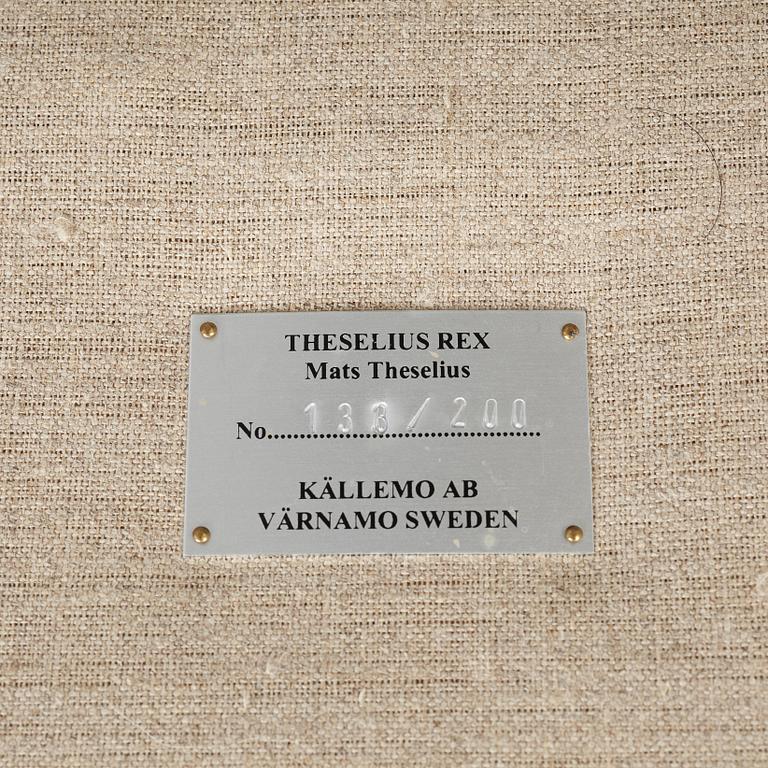 THESELIUS REX
Mats Theselius
No. 138/200
KÄLLEMO AB
VÄRNAMO SWEDEN